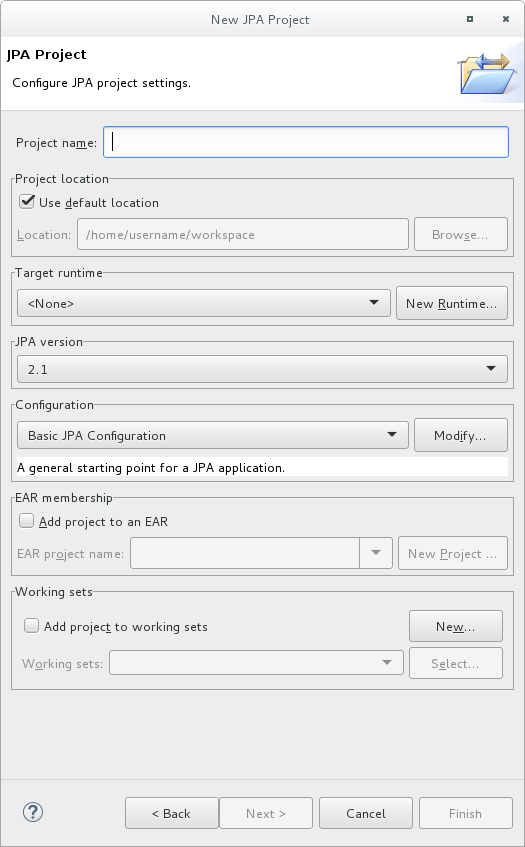 New JPA Project
JPA Project
Configure JPA project settings.
Project name:
Project location
Use default location
Location: /home/username/workspace Browse...
Target runtime
<None> New Runtime...
JPA version
2.1
Configuration
Basic JPA Configuration Modify...
A general starting point for a JPA application.
EAR membership
Add project to an EAR
EAR project name: New Project ...
Working sets
Add project to working sets New...
Working sets: Select...
? < Back Next > Cancel Finish